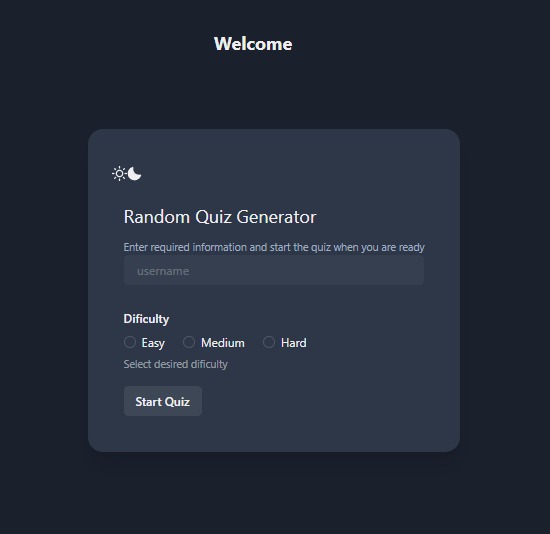 Welcome
Random Quiz Generator
Enter required information and start the quiz when you are ready
username
Dificulty
Easy Medium Hard
Select desired dificulty
Start Quiz